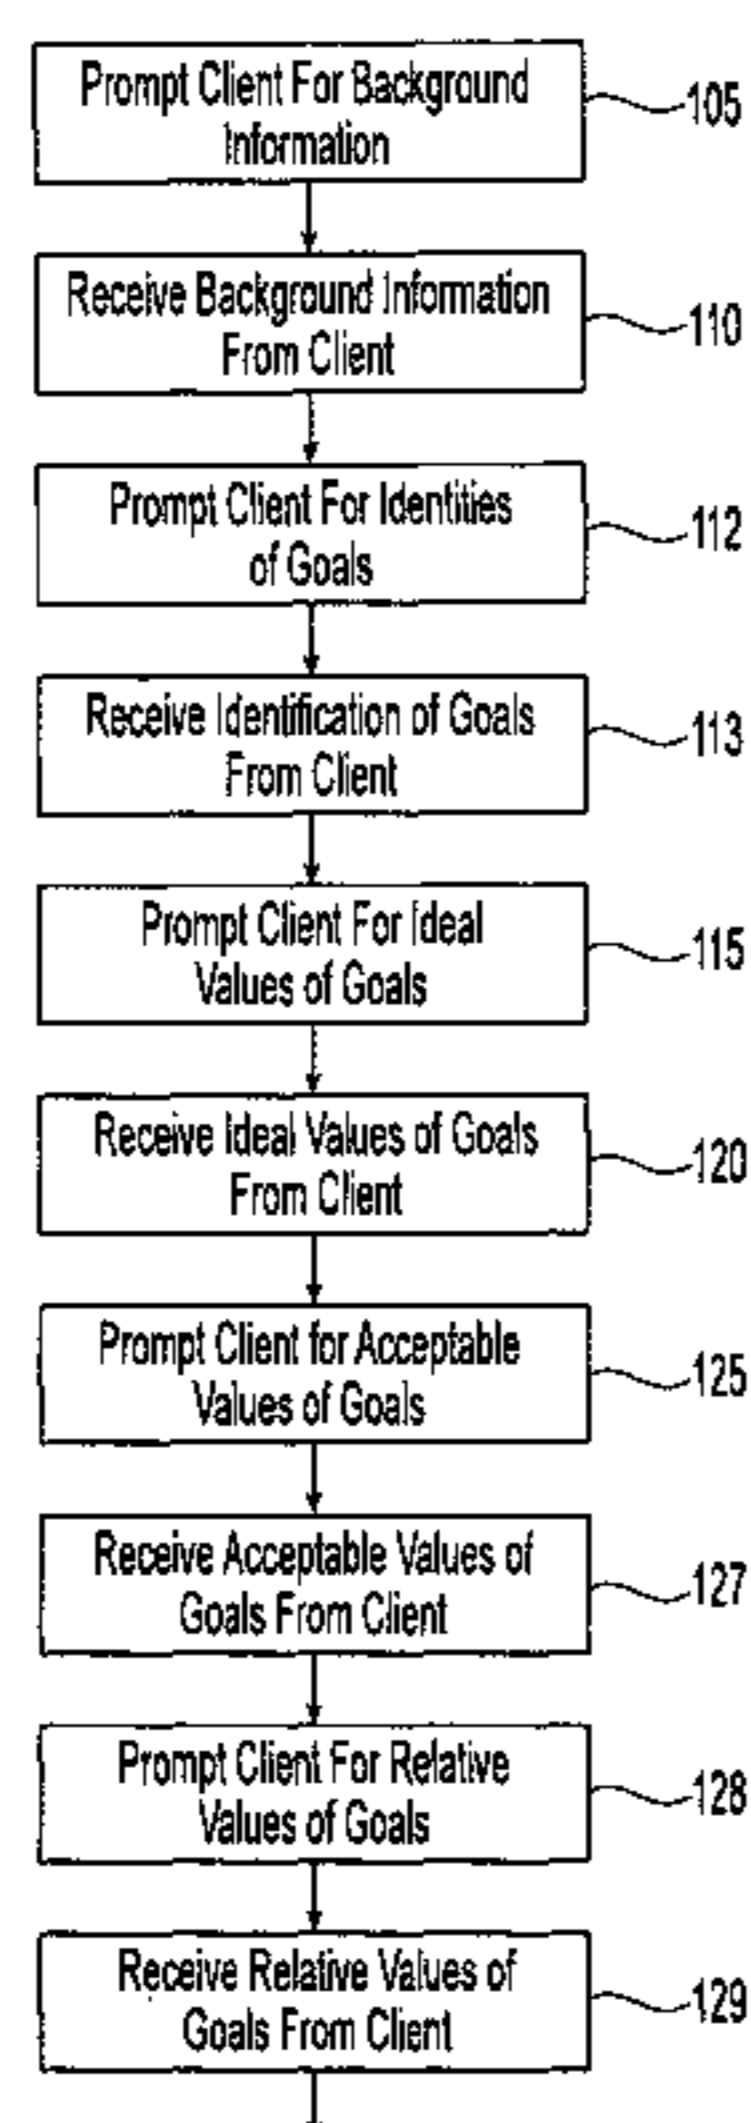 Prompt Client For Background
Information
105
Receive Background Information
From Client
110
Prompt Client For Identities
of Goals
112
Receive Identification of Goals
From Client
113
Prompt Client For Ideal
Values of Goals
115
Receive Ideal Values of Goals
From Client
120
Prompt Client for Acceptable
Values of Goals
125
Receive Acceptable Values of
Goals From Client
127
Prompt Client For Relative
Values of Goals
128
Receive Relative Values of
Goals From Client
129